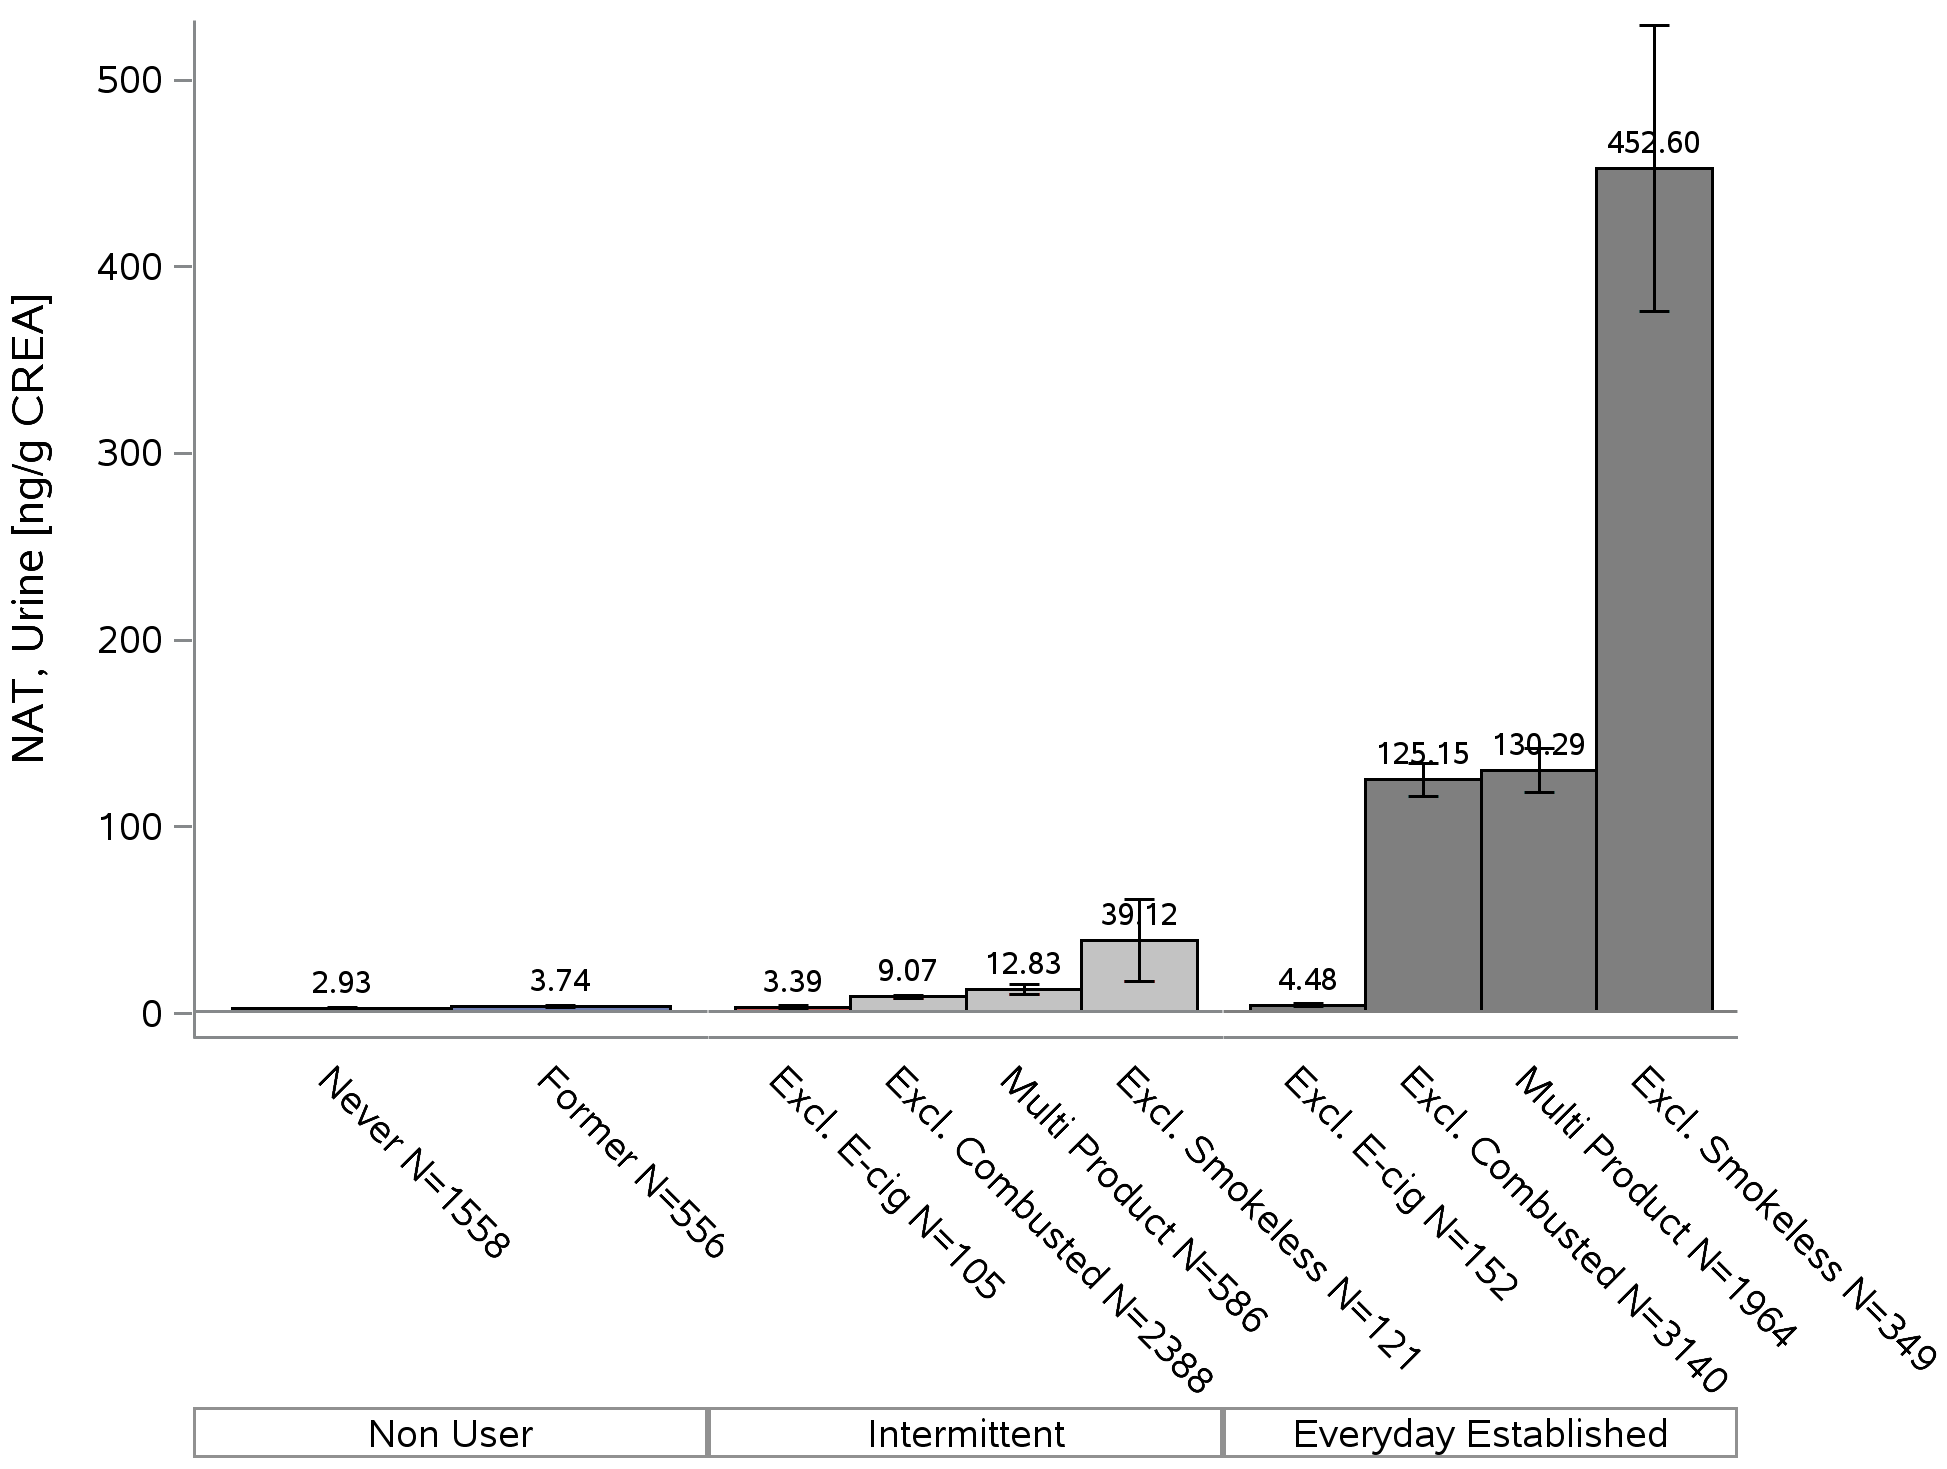 NAT, Urine [ng/g CREA]
500
400
300
200
100
0
2.93
3.74
3.39
9.07
12.83
39.12
4.48
125.15
130.29
452.60
Never N=1558
Former N=556
Excl. E-cig N=105
Excl. Combusted N=2388
Multi Product N=586
Excl. Smokeless N=121
Excl. E-cig N=152
Excl. Combusted N=3140
Multi Product N=1964
Excl. Smokeless N=349
Non User
Intermittent
Everyday Established